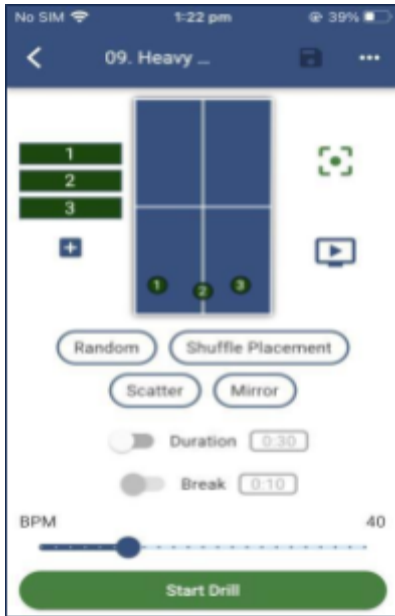 No SIM 1:22 pm 39%
09. Heavy ...
1
2
3
1 2 3
Random Shuffle Placement
Scatter Mirror
Duration 0:30
Break 0:10
BPM 40
Start Drill